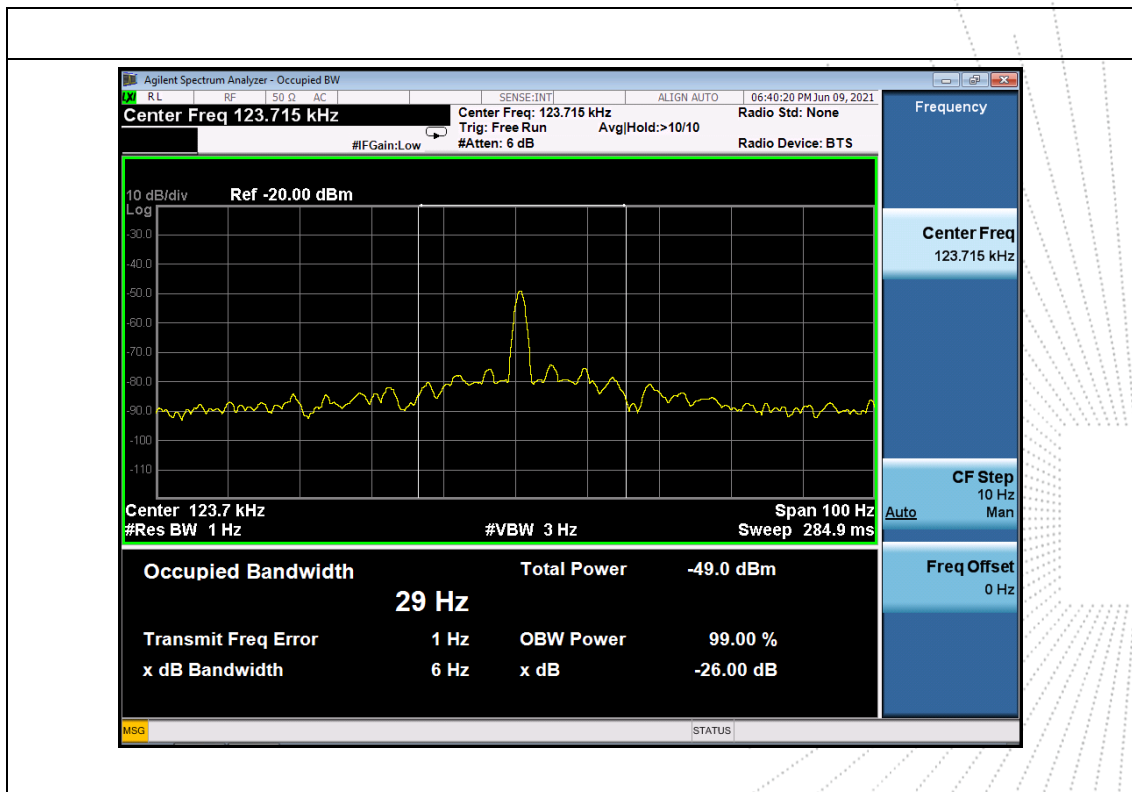 Agilent Spectrum Analyzer - Occupied BW
LXI RL RF 50 Ω AC SENSE:INT ALIGN AUTO 06:40:20 PM Jun 09, 2021
Center Freq 123.715 kHz
Center Freq: 123.715 kHz Radio Std: None
Trig: Free Run Avg|Hold:>10/10
#IFGain:Low #Atten: 6 dB Radio Device: BTS
10 dB/div Ref -20.00 dBm
Log
-30.0
-40.0
-50.0
-60.0
-70.0
-80.0
-90.0
-100
-110
Center 123.7 kHz Span 100 Hz
#Res BW 1 Hz #VBW 3 Hz Sweep 284.9 ms
Occupied Bandwidth Total Power -49.0 dBm
29 Hz
Transmit Freq Error 1 Hz OBW Power 99.00 %
x dB Bandwidth 6 Hz x dB -26.00 dB
MSG STATUS
Frequency
Center Freq
123.715 kHz
CF Step
10 Hz
Auto Man
Freq Offset
0 Hz